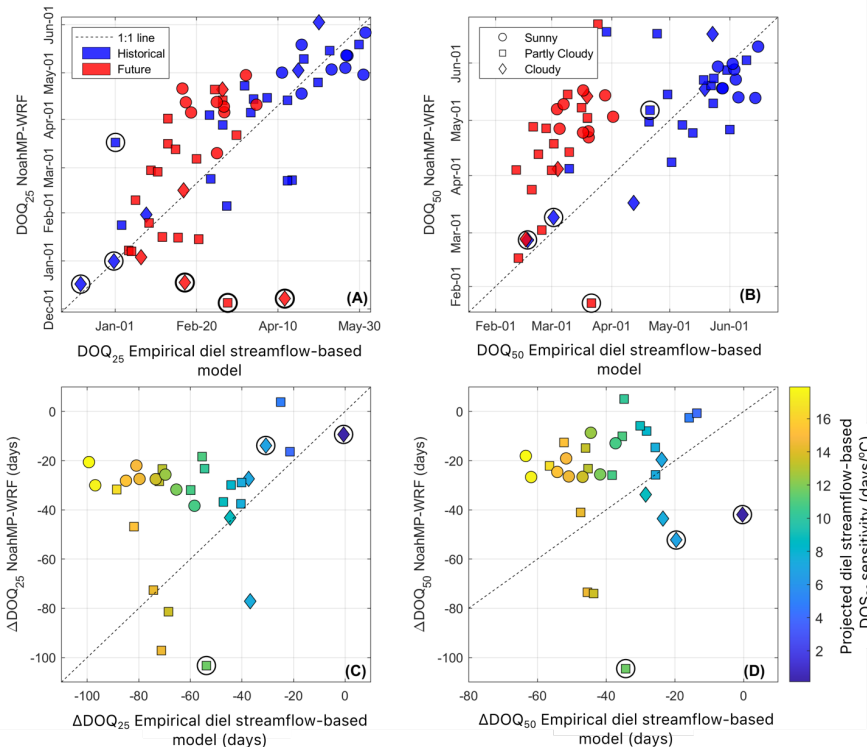 1:1 line
Historical
Future
Jun-01
May-01
Apr-01
Mar-01
Feb-01
Jan-01
Dec-01
DOQ25 NoahMP-WRF
(A)
Jan-01 Feb-20 Apr-10 May-30
DOQ25 Empirical diel streamflow-based
model
Sunny
Partly Cloudy
Cloudy
Jun-01
May-01
Apr-01
Mar-01
Feb-01
DOQ50 NoahMP-WRF
(B)
Feb-01 Mar-01 Apr-01 May-01 Jun-01
DOQ50 Empirical diel streamflow-based
model
0
-20
-40
-60
-80
-100
ΔDOQ25 NoahMP-WRF (days)
(C)
-100 -80 -60 -40 -20 0
ΔDOQ25 Empirical diel streamflow-based
model (days)
0
-20
-40
-60
-80
-100
ΔDOQ50 NoahMP-WRF (days)
(D)
-80 -60 -40 -20 0
ΔDOQ50 Empirical diel streamflow-based
model (days)
16
14
12
10
8
6
4
2
Projected diel streamflow-based
sensitivity (days/°C)